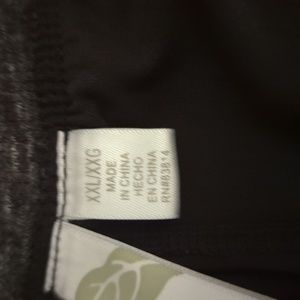 XXL/XXG
MADE
IN CHINA
HECHO
EN CHINA
RN#83814